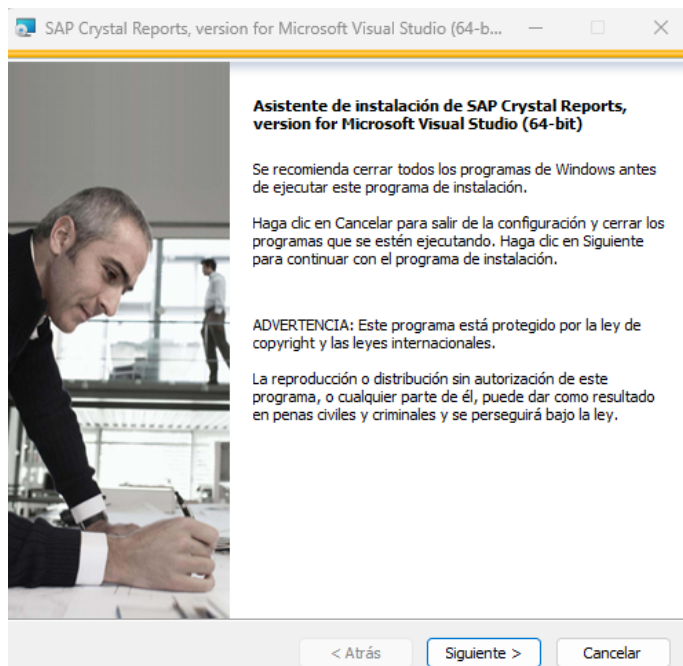 SAP Crystal Reports, version for Microsoft Visual Studio (64-b...
Asistente de instalación de SAP Crystal Reports,
version for Microsoft Visual Studio (64-bit)
Se recomienda cerrar todos los programas de Windows antes
de ejecutar este programa de instalación.
Haga clic en Cancelar para salir de la configuración y cerrar los
programas que se estén ejecutando. Haga clic en Siguiente
para continuar con el programa de instalación.
ADVERTENCIA: Este programa está protegido por la ley de
copyright y las leyes internacionales.
La reproducción o distribución sin autorización de este
programa, o cualquier parte de él, puede dar como resultado
en penas civiles y criminales y se perseguirá bajo la ley.
< Atrás Siguiente > Cancelar